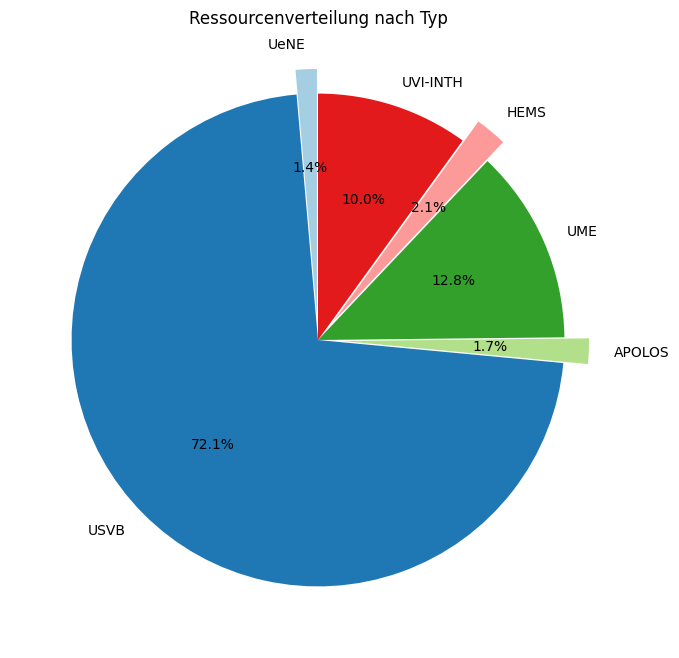 Ressourcenverteilung nach Typ
UeNE
1.4%
USVB
72.1%
APOLOS
1.7%
UME
12.8%
HEMS
2.1%
UVI-INTH
10.0%